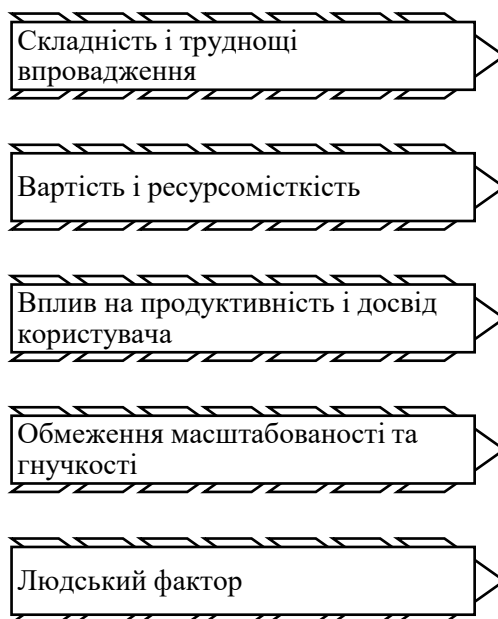 Складність і труднощі
впровадження
Вартість і ресурсомісткість
Вплив на продуктивність і досвід
користувача
Обмеження масштабованості та
гнучкості
Людський фактор